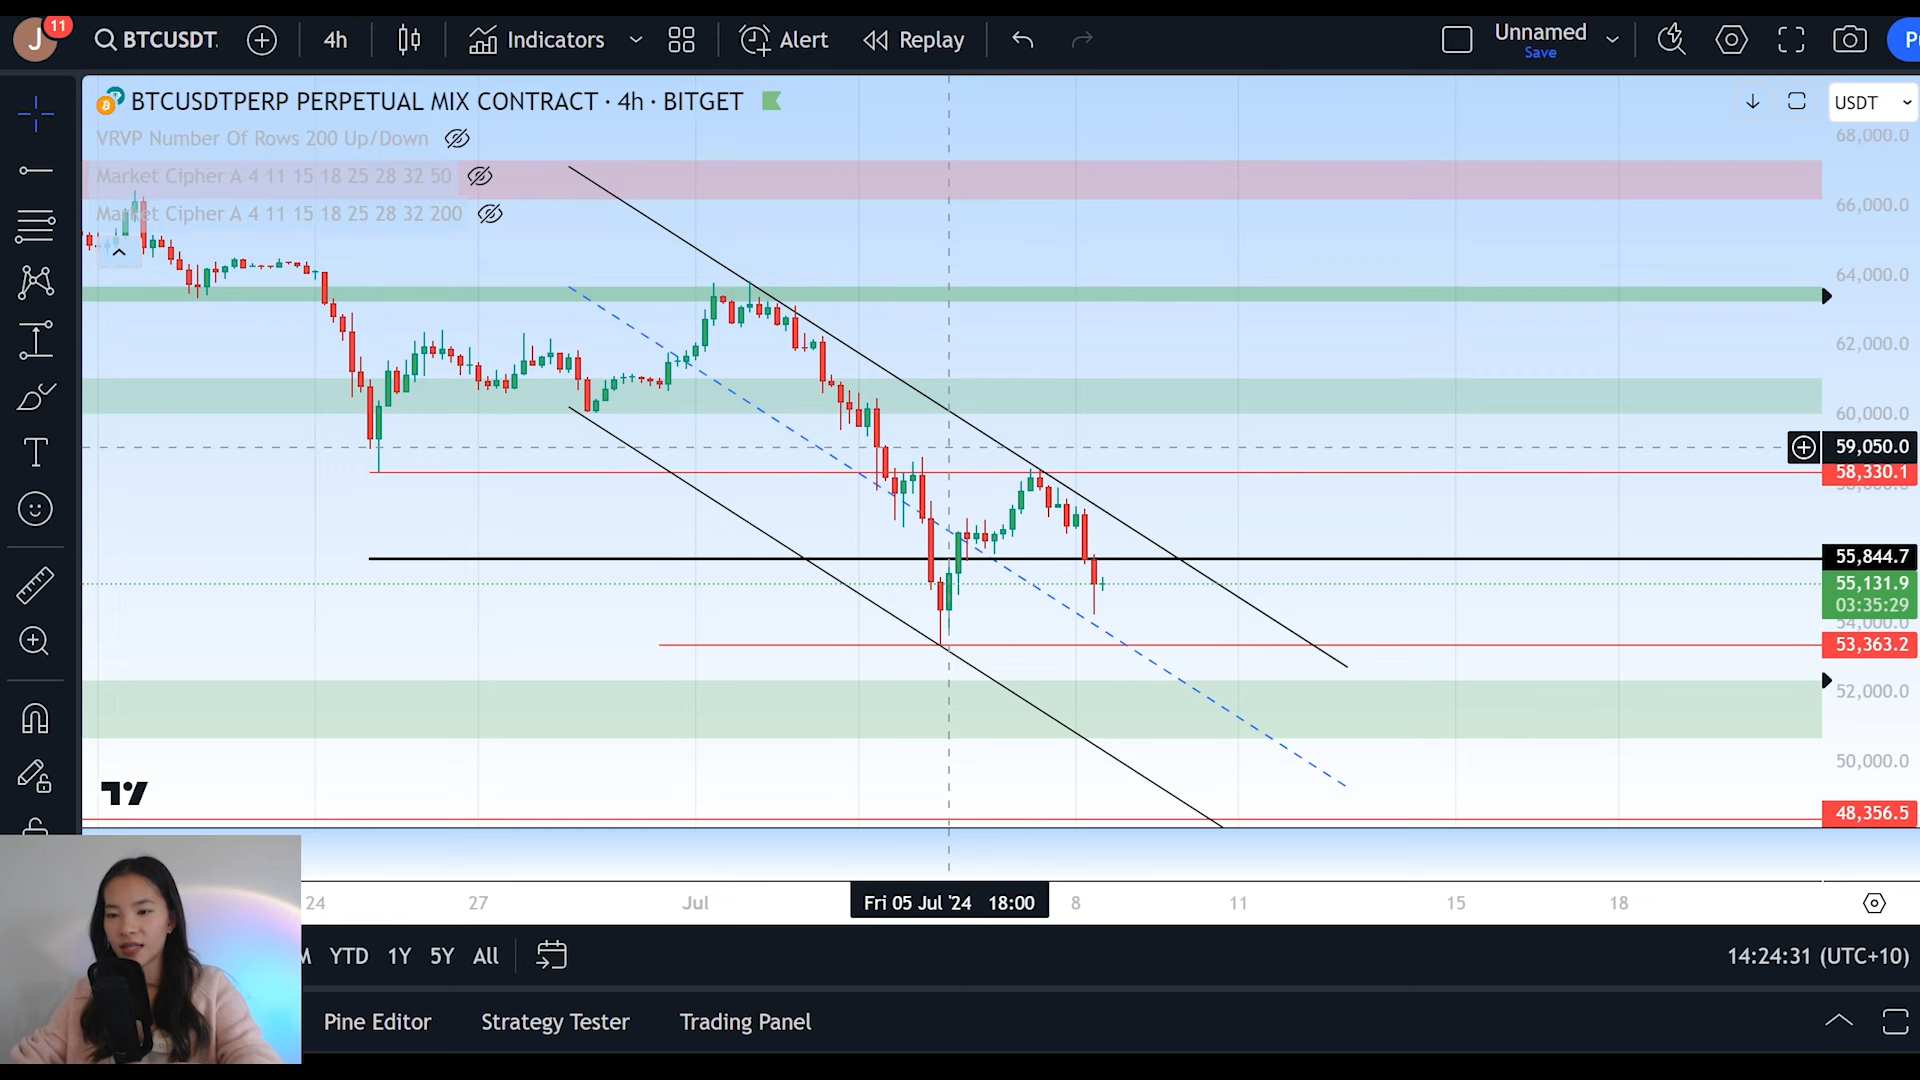 J 11 BTCUSDT. 4h Indicators Alert Replay Unnamed
Save
BTCUSDTPERP PERPETUAL MIX CONTRACT · 4h · BITGET USDT
VRVP Number Of Rows 200 Up/Down
Market Cipher A 4 11 15 18 25 28 32 50
Market Cipher A 4 11 15 18 25 28 32 200
68,000.0
66,000.0
64,000.0
62,000.0
60,000.0
59,050.0
58,330.1
55,844.7
55,131.9
03:35:29
54,000.0
53,363.2
52,000.0
50,000.0
48,356.5
24 27 Jul Fri 05 Jul '24 18:00 8 11 15 18
YTD 1Y 5Y All 14:24:31 (UTC+10)
Pine Editor Strategy Tester Trading Panel